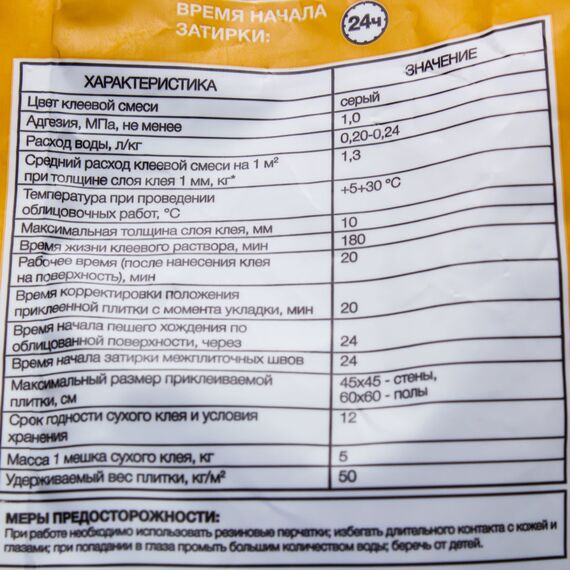 ВРЕМЯ НАЧАЛА
ЗАТИРКИ:
24ч
ХАРАКТЕРИСТИКА ЗНАЧЕНИЕ
Цвет клеевой смеси серый
Адгезия, МПа, не менее 1,0
Расход воды, л/кг 0,20-0,24
Средний расход клеевой смеси на 1 м² 1,3
при толщине слоя клея 1 мм, кг*
Температура при проведении +5+30 °С
облицовочных работ, °С
Максимальная толщина слоя клея, мм 10
Время жизни клеевого раствора, мин 180
Рабочее время (после нанесения клея 20
на поверхность), мин
Время корректировки положения
приклеенной плитки с момента укладки, мин 20
Время начала пешего хождения по
облицованной поверхности, через 24
Время начала затирки межплиточных швов 24
Максимальный размер приклеиваемой 45х45 - стены,
плитки, см 60х60 - полы
Срок годности сухого клея и условия 12
хранения
Масса 1 мешка сухого клея, кг 5
Удерживаемый вес плитки, кг/м² 50
МЕРЫ ПРЕДОСТОРОЖНОСТИ:
При работе необходимо использовать резиновые перчатки; избегать длительного контакта с кожей и
глазами; при попадании в глаза промыть большим количеством воды; беречь от детей.